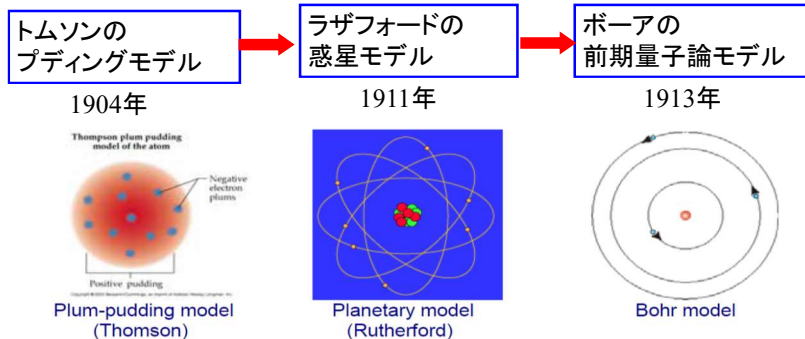 トムソンの
プディングモデル
ラザフォードの
惑星モデル
ボーアの
前期量子論モデル
1904年
1911年
1913年
Thompson plum pudding
model of the atom
Negative
electron
plums
Positive pudding
Plum-pudding model
(Thomson)
Planetary model
(Rutherford)
Bohr model